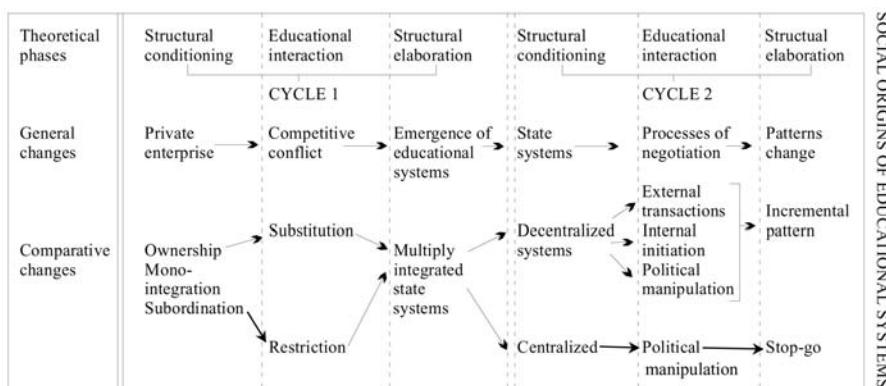 Theoretical phases
Structural conditioning
Educational interaction
Structural elaboration
Structural conditioning
Educational interaction
Structual elaboration
CYCLE 1
CYCLE 2
General changes
Private enterprise
Competitive conflict
Emergence of educational systems
State systems
Processes of negotiation
Patterns change
Comparative changes
Ownership
Mono-
integration
Subordination
Substitution
Restriction
Multiply integrated state systems
Decentralized systems
External transactions
Internal initiation
Political manipulation
Incremental pattern
Centralized
Political manipulation
Stop-go
SOCIAL ORIGINS OF EDUCATIONAL SYSTEMS